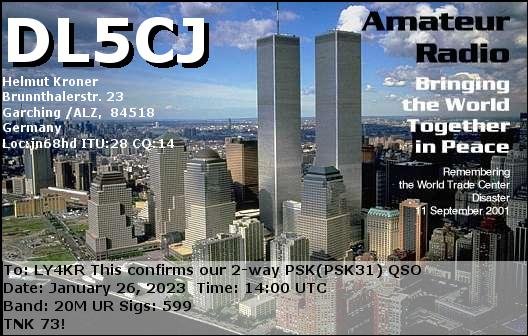 DL5CJ
Helmut Kroner
Brunnthalerstr. 23
Garching /ALZ, 84518
Germany
Loc:jn68hd ITU:28 CQ:14
Amateur
Radio
Bringing
the World
Together
in Peace
Remembering
the World Trade Center
Disaster
11 September 2001
To: LY4KR This confirms our 2-way PSK(PSK31) QSO
Date: January 26, 2023 Time: 14:00 UTC
Band: 20M UR Sigs: 599
TNK 73!